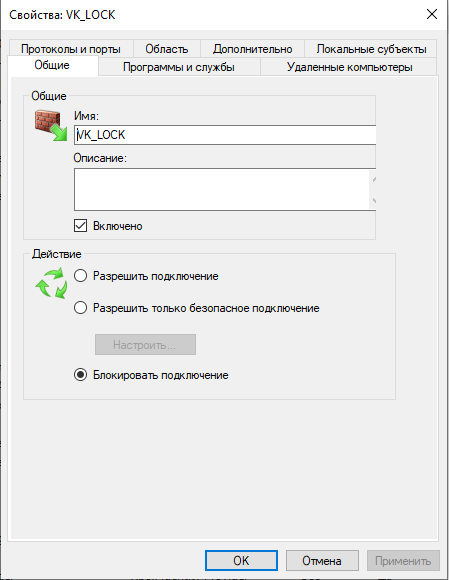 Свойства: VK_LOCK
Протоколы и порты Область Дополнительно Локальные субъекты
Общие Программы и службы Удаленные компьютеры
Общие
Имя:
VK_LOCK
Описание:
Включено
Действие
Разрешить подключение
Разрешить только безопасное подключение
Настроить...
Блокировать подключение
OK Отмена Применить